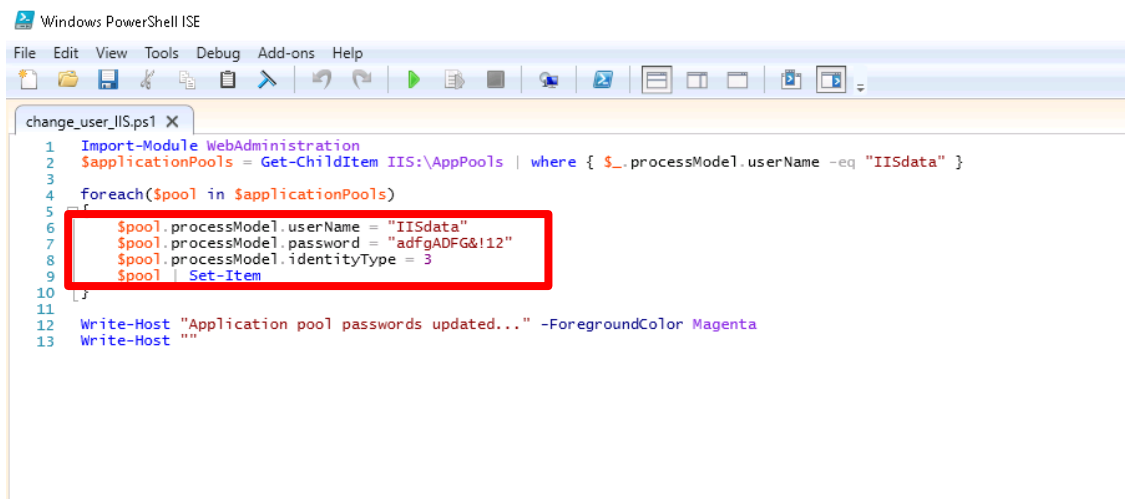 Windows PowerShell ISE
File Edit View Tools Debug Add-ons Help
change_user_IIS.ps1 X
1 Import-Module WebAdministration
2 $applicationPools = Get-ChildItem IIS:\AppPools | where { $_.processModel.userName -eq "IISdata" }
3
4 foreach($pool in $applicationPools)
5 {
6 $pool.processModel.userName = "IISdata"
7 $pool.processModel.password = "adfgADFG&!12"
8 $pool.processModel.identityType = 3
9 $pool | Set-Item
10 }
11
12 Write-Host "Application pool passwords updated..." -ForegroundColor Magenta
13 Write-Host ""